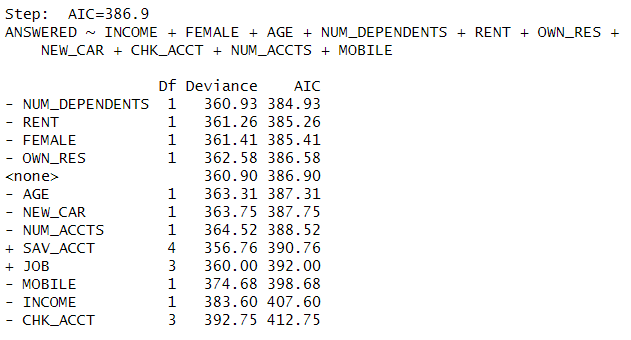 Step:  AIC=386.9
ANSWERED ~ INCOME + FEMALE + AGE + NUM_DEPENDENTS + RENT + OWN_RES +
    NEW_CAR + CHK_ACCT + NUM_ACCTS + MOBILE
                 Df Deviance    AIC
- NUM_DEPENDENTS  1   360.93 384.93
- RENT            1   361.26 385.26
- FEMALE          1   361.41 385.41
- OWN_RES         1   362.58 386.58
<none>                360.90 386.90
- AGE             1   363.31 387.31
- NEW_CAR         1   363.75 387.75
- NUM_ACCTS       1   364.52 388.52
+ SAV_ACCT        4   356.76 390.76
+ JOB             3   360.00 392.00
- MOBILE          1   374.68 398.68
- INCOME          1   383.60 407.60
- CHK_ACCT        3   392.75 412.75